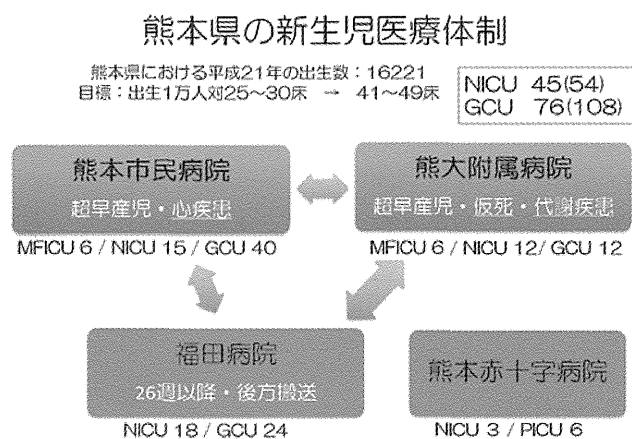 熊本県の新生児医療体制
熊本県における平成21年の出生数：16221
目標：出生1万人対25～30床　→　41～49床
NICU 45(54)
GCU 76(108)
熊本市民病院
超早産児・心疾患
MFICU 6 / NICU 15 / GCU 40
熊大附属病院
超早産児・仮死・代謝疾患
MFICU 6 / NICU 12/ GCU 12
福田病院
26週以降・後方搬送
NICU 18 / GCU 24
熊本赤十字病院
NICU 3 / PICU 6